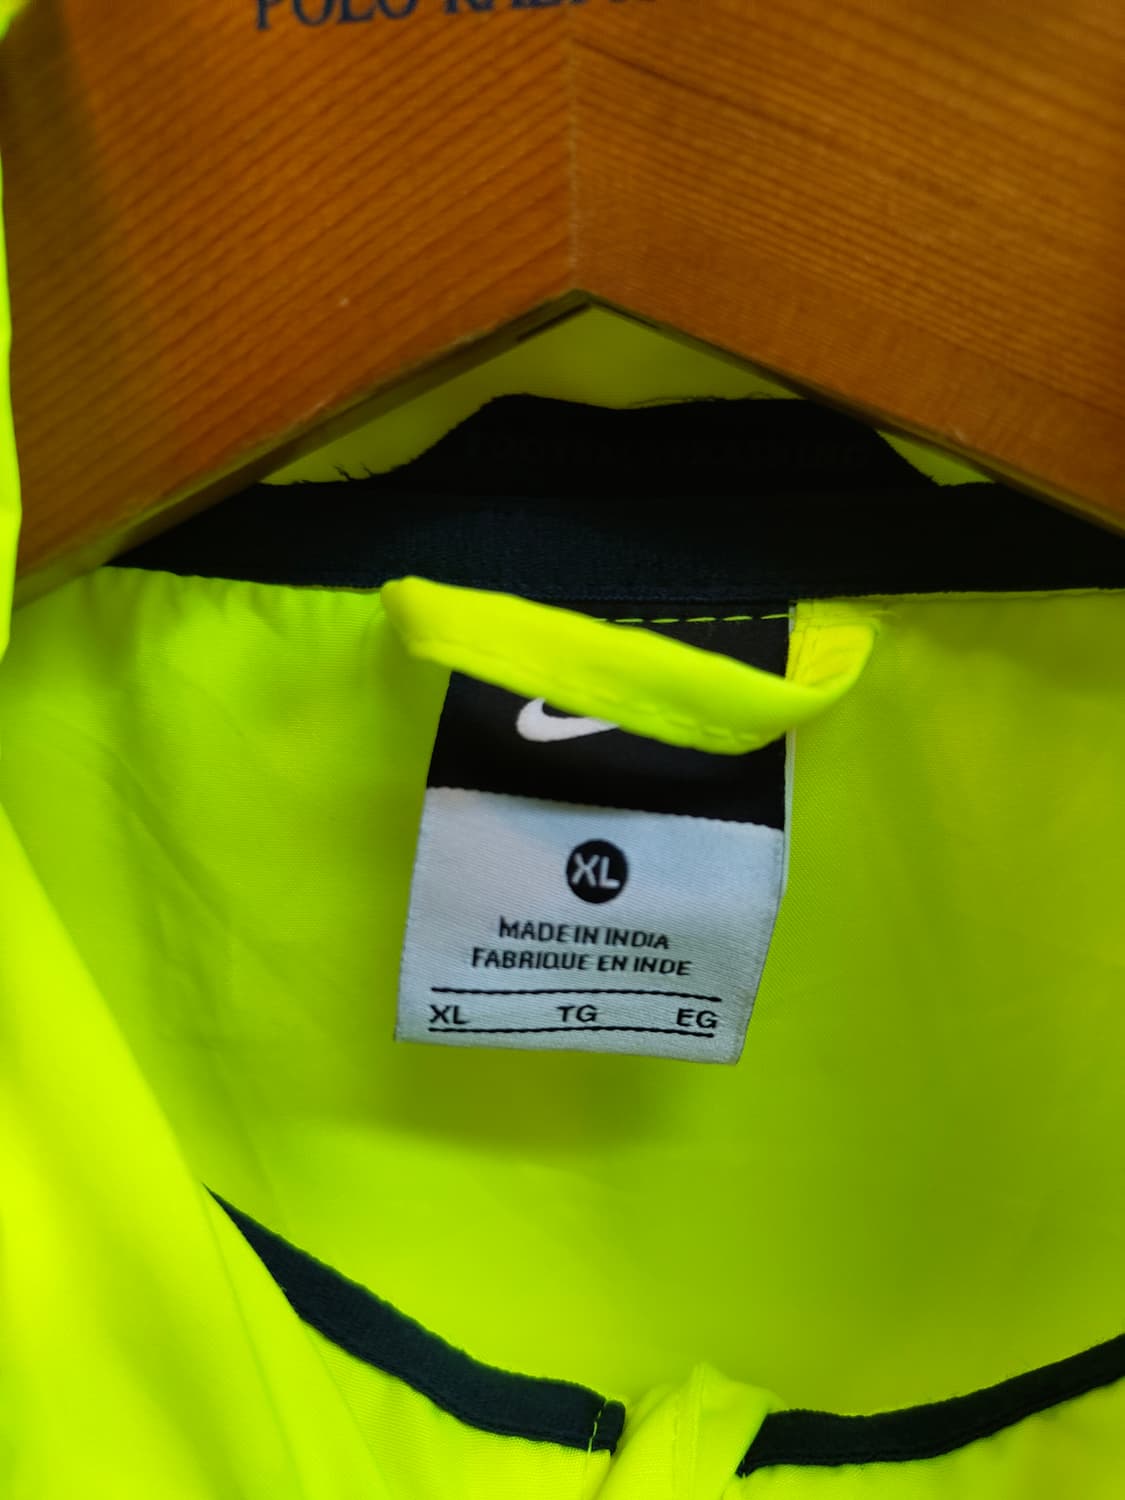 XL
MADE IN INDIA
FABRIQUE EN INDE
XL TG EG